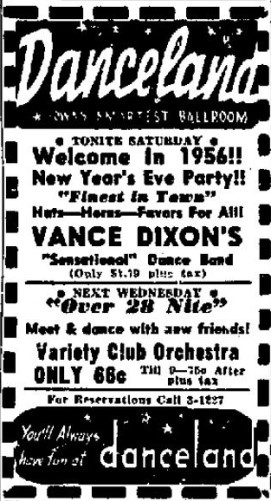 Danceland
IOWA'S SMARTEST BALLROOM
TONITE SATURDAY
Welcome in 1956!!
New Year's Eve Party!!
"Finest in Town"
Hats—Horns—Favors For All!
VANCE DIXON'S
"Sensational" Dance Band
(Only $1.19 plus tax)
NEXT WEDNESDAY
"Over 28 Nite"
Meet & dance with new friends!
Variety Club Orchestra
ONLY 66c Till 9—75c After
plus tax
For Reservations Call 3-1227
You'll Always
have fun at danceland